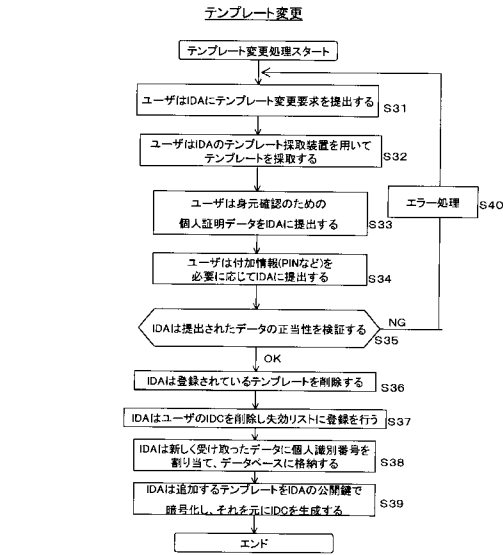 テンプレート変更
テンプレート変更処理スタート
ユーザはIDAにテンプレート変更要求を提出する
S31
ユーザはIDAのテンプレート採取装置を用いて
テンプレートを採取する
S32
ユーザは身元確認のための
個人証明データをIDAに提出する
S33
エラー処理
S40
ユーザは付加情報(PINなど)を
必要に応じてIDAに提出する
S34
IDAは提出されたデータの正当性を検証する
NG
S35
OK
IDAは登録されているテンプレートを削除する
S36
IDAはユーザのIDCを削除し失効リストに登録を行う
S37
IDAは新しく受け取ったデータに個人識別番号を
割り当て、データベースに格納する
S38
IDAは追加するテンプレートをIDAの公開鍵で
暗号化し、それを元にIDCを生成する
S39
エンド